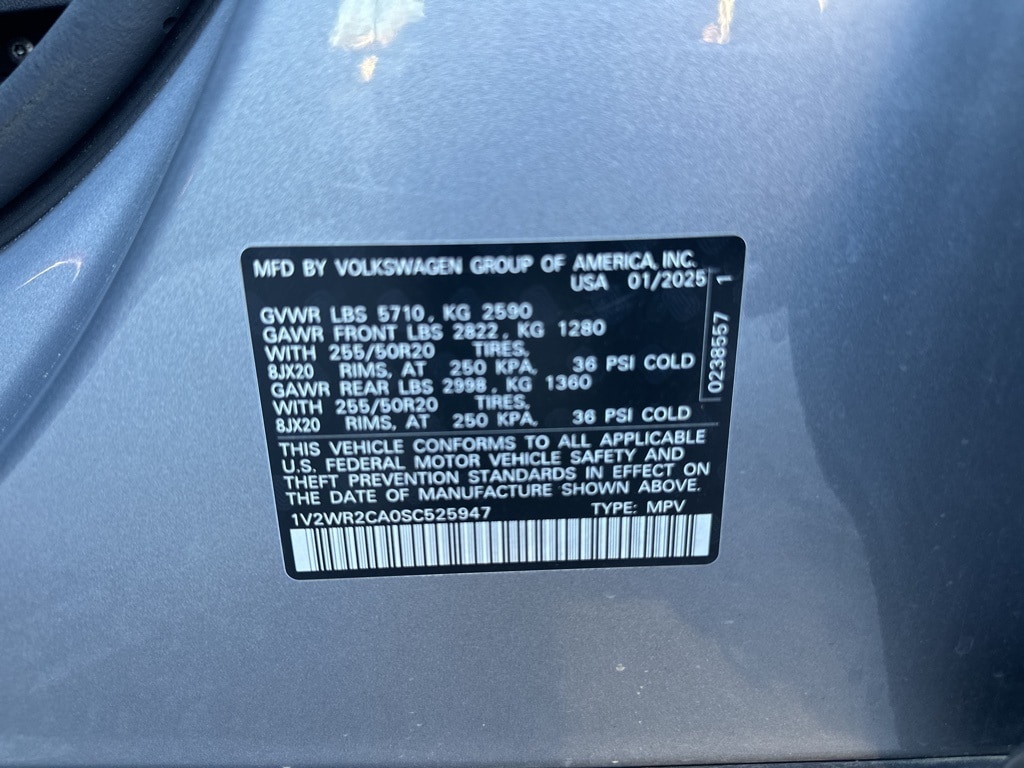 MFD BY VOLKSWAGEN GROUP OF AMERICA, INC.
USA 01/2025
GVWR LBS 5710, KG 2590
GAWR FRONT LBS 2822, KG 1280
WITH 255/50R20 TIRES,
8JX20 RIMS, AT 250 KPA, 36 PSI COLD
GAWR REAR LBS 2998, KG 1360
WITH 255/50R20 TIRES,
8JX20 RIMS, AT 250 KPA, 36 PSI COLD
0238557 1
THIS VEHICLE CONFORMS TO ALL APPLICABLE
U.S. FEDERAL MOTOR VEHICLE SAFETY AND
THEFT PREVENTION STANDARDS IN EFFECT ON
THE DATE OF MANUFACTURE SHOWN ABOVE.
1V2WR2CA0SC525947 TYPE: MPV